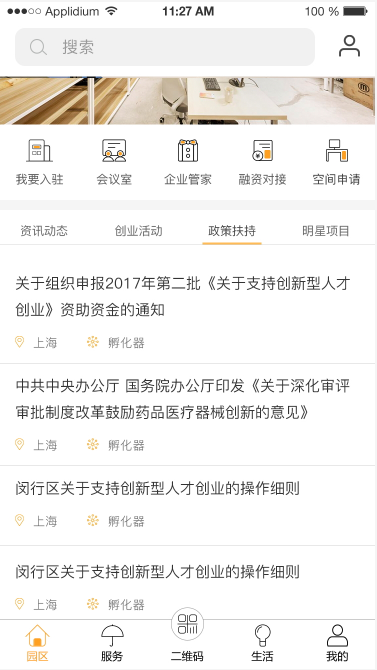 Applidium
11:27 AM
100 %
搜索
我要入驻
会议室
企业管家
融资对接
空间申请
资讯动态
创业活动
政策扶持
明星项目
关于组织申报2017年第二批《关于支持创新型人才
创业》资助资金的通知
上海
孵化器
中共中央办公厅 国务院办公厅印发《关于深化审评
审批制度改革鼓励药品医疗器械创新的意见》
上海
孵化器
闵行区关于支持创新型人才创业的操作细则
上海
孵化器
闵行区关于支持创新型人才创业的操作细则
上海
孵化器
园区
服务
二维码
生活
我的